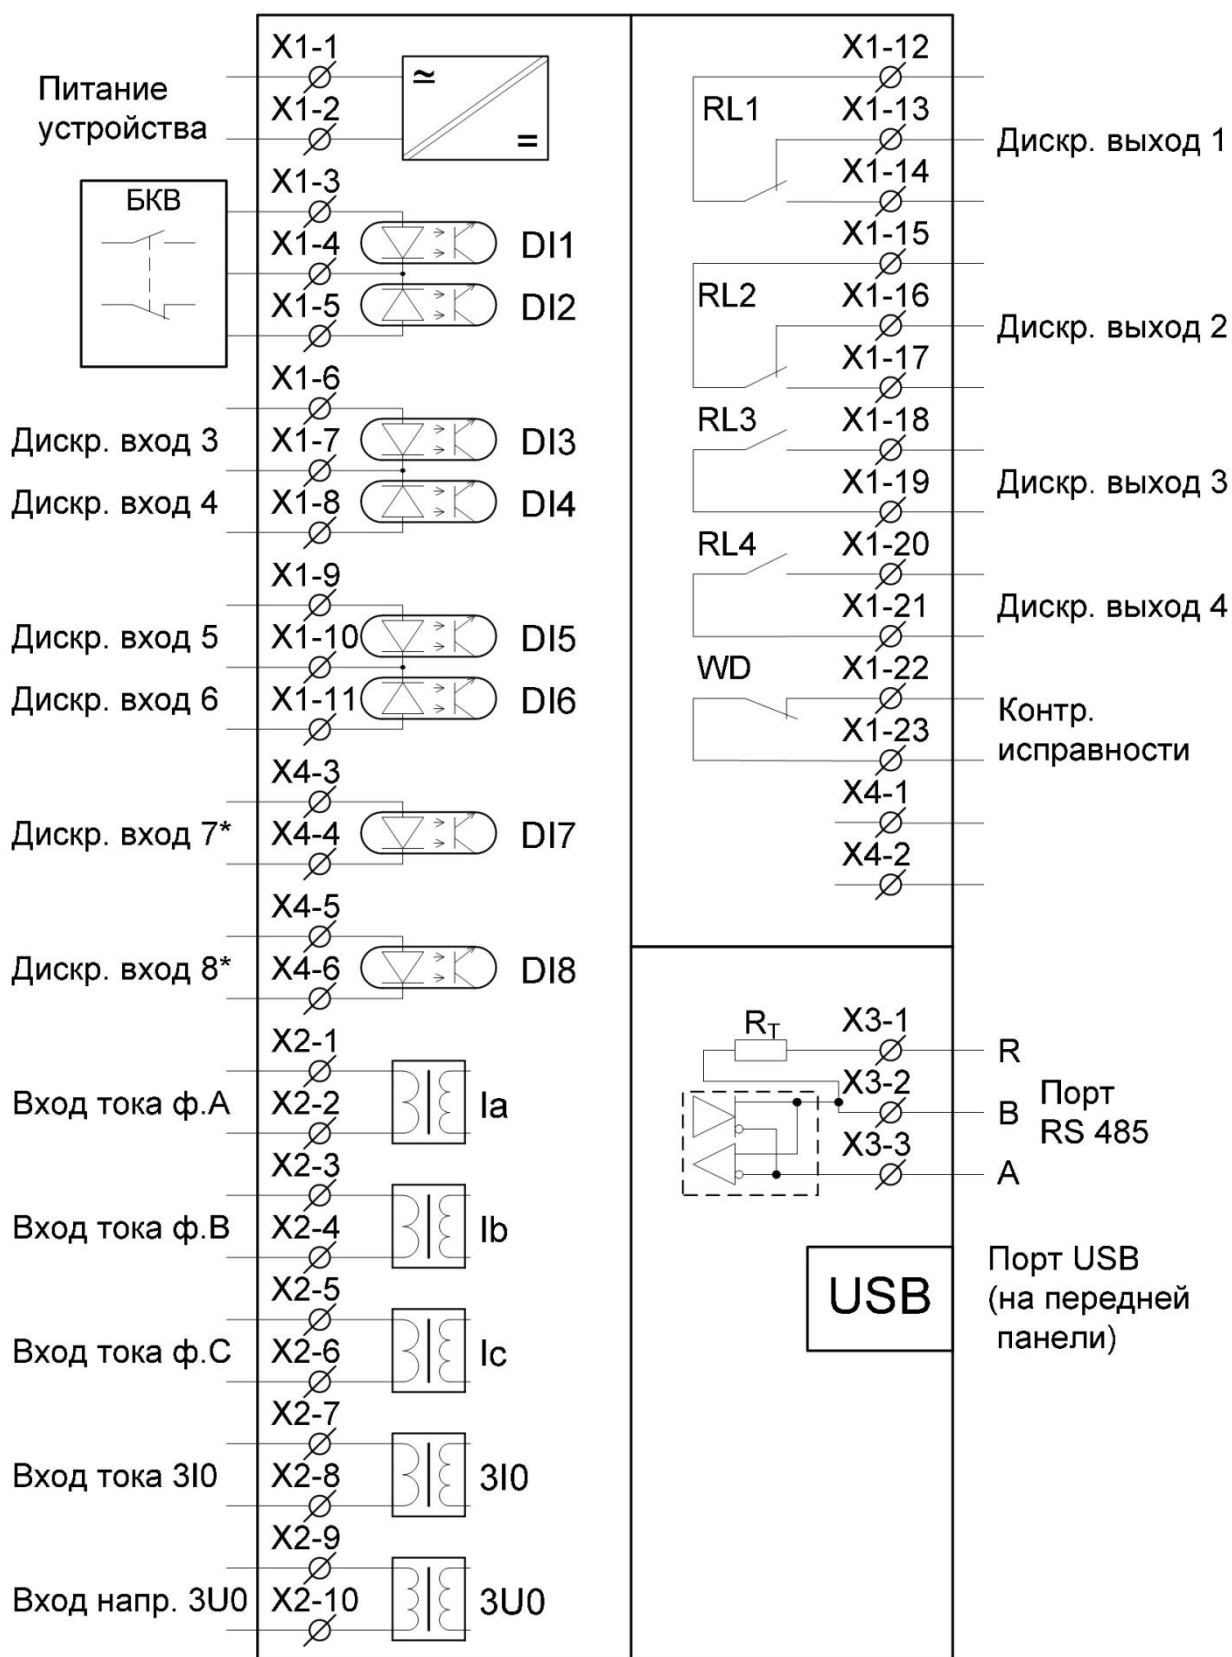 X1-1
Питание
устройства
X1-2
≃
=
БКВ
X1-3
X1-4
DI1
X1-5
DI2
X1-6
Дискр. вход 3
X1-7
DI3
Дискр. вход 4
X1-8
DI4
X1-9
Дискр. вход 5
X1-10
DI5
Дискр. вход 6
X1-11
DI6
X4-3
Дискр. вход 7*
X4-4
DI7
X4-5
Дискр. вход 8*
X4-6
DI8
X2-1
Вход тока ф.А
X2-2
Ia
X2-3
Вход тока ф.В
X2-4
Ib
X2-5
Вход тока ф.С
X2-6
Ic
X2-7
Вход тока 3I0
X2-8
3I0
X2-9
Вход напр. 3U0
X2-10
3U0
X1-12
RL1
X1-13
Дискр. выход 1
X1-14
X1-15
RL2
X1-16
Дискр. выход 2
X1-17
RL3
X1-18
X1-19
Дискр. выход 3
RL4
X1-20
X1-21
Дискр. выход 4
WD
X1-22
Контр.
исправности
X1-23
X4-1
X4-2
RТ
X3-1
R
X3-2
B
Порт
RS 485
X3-3
A
USB
Порт USB
(на передней
панели)